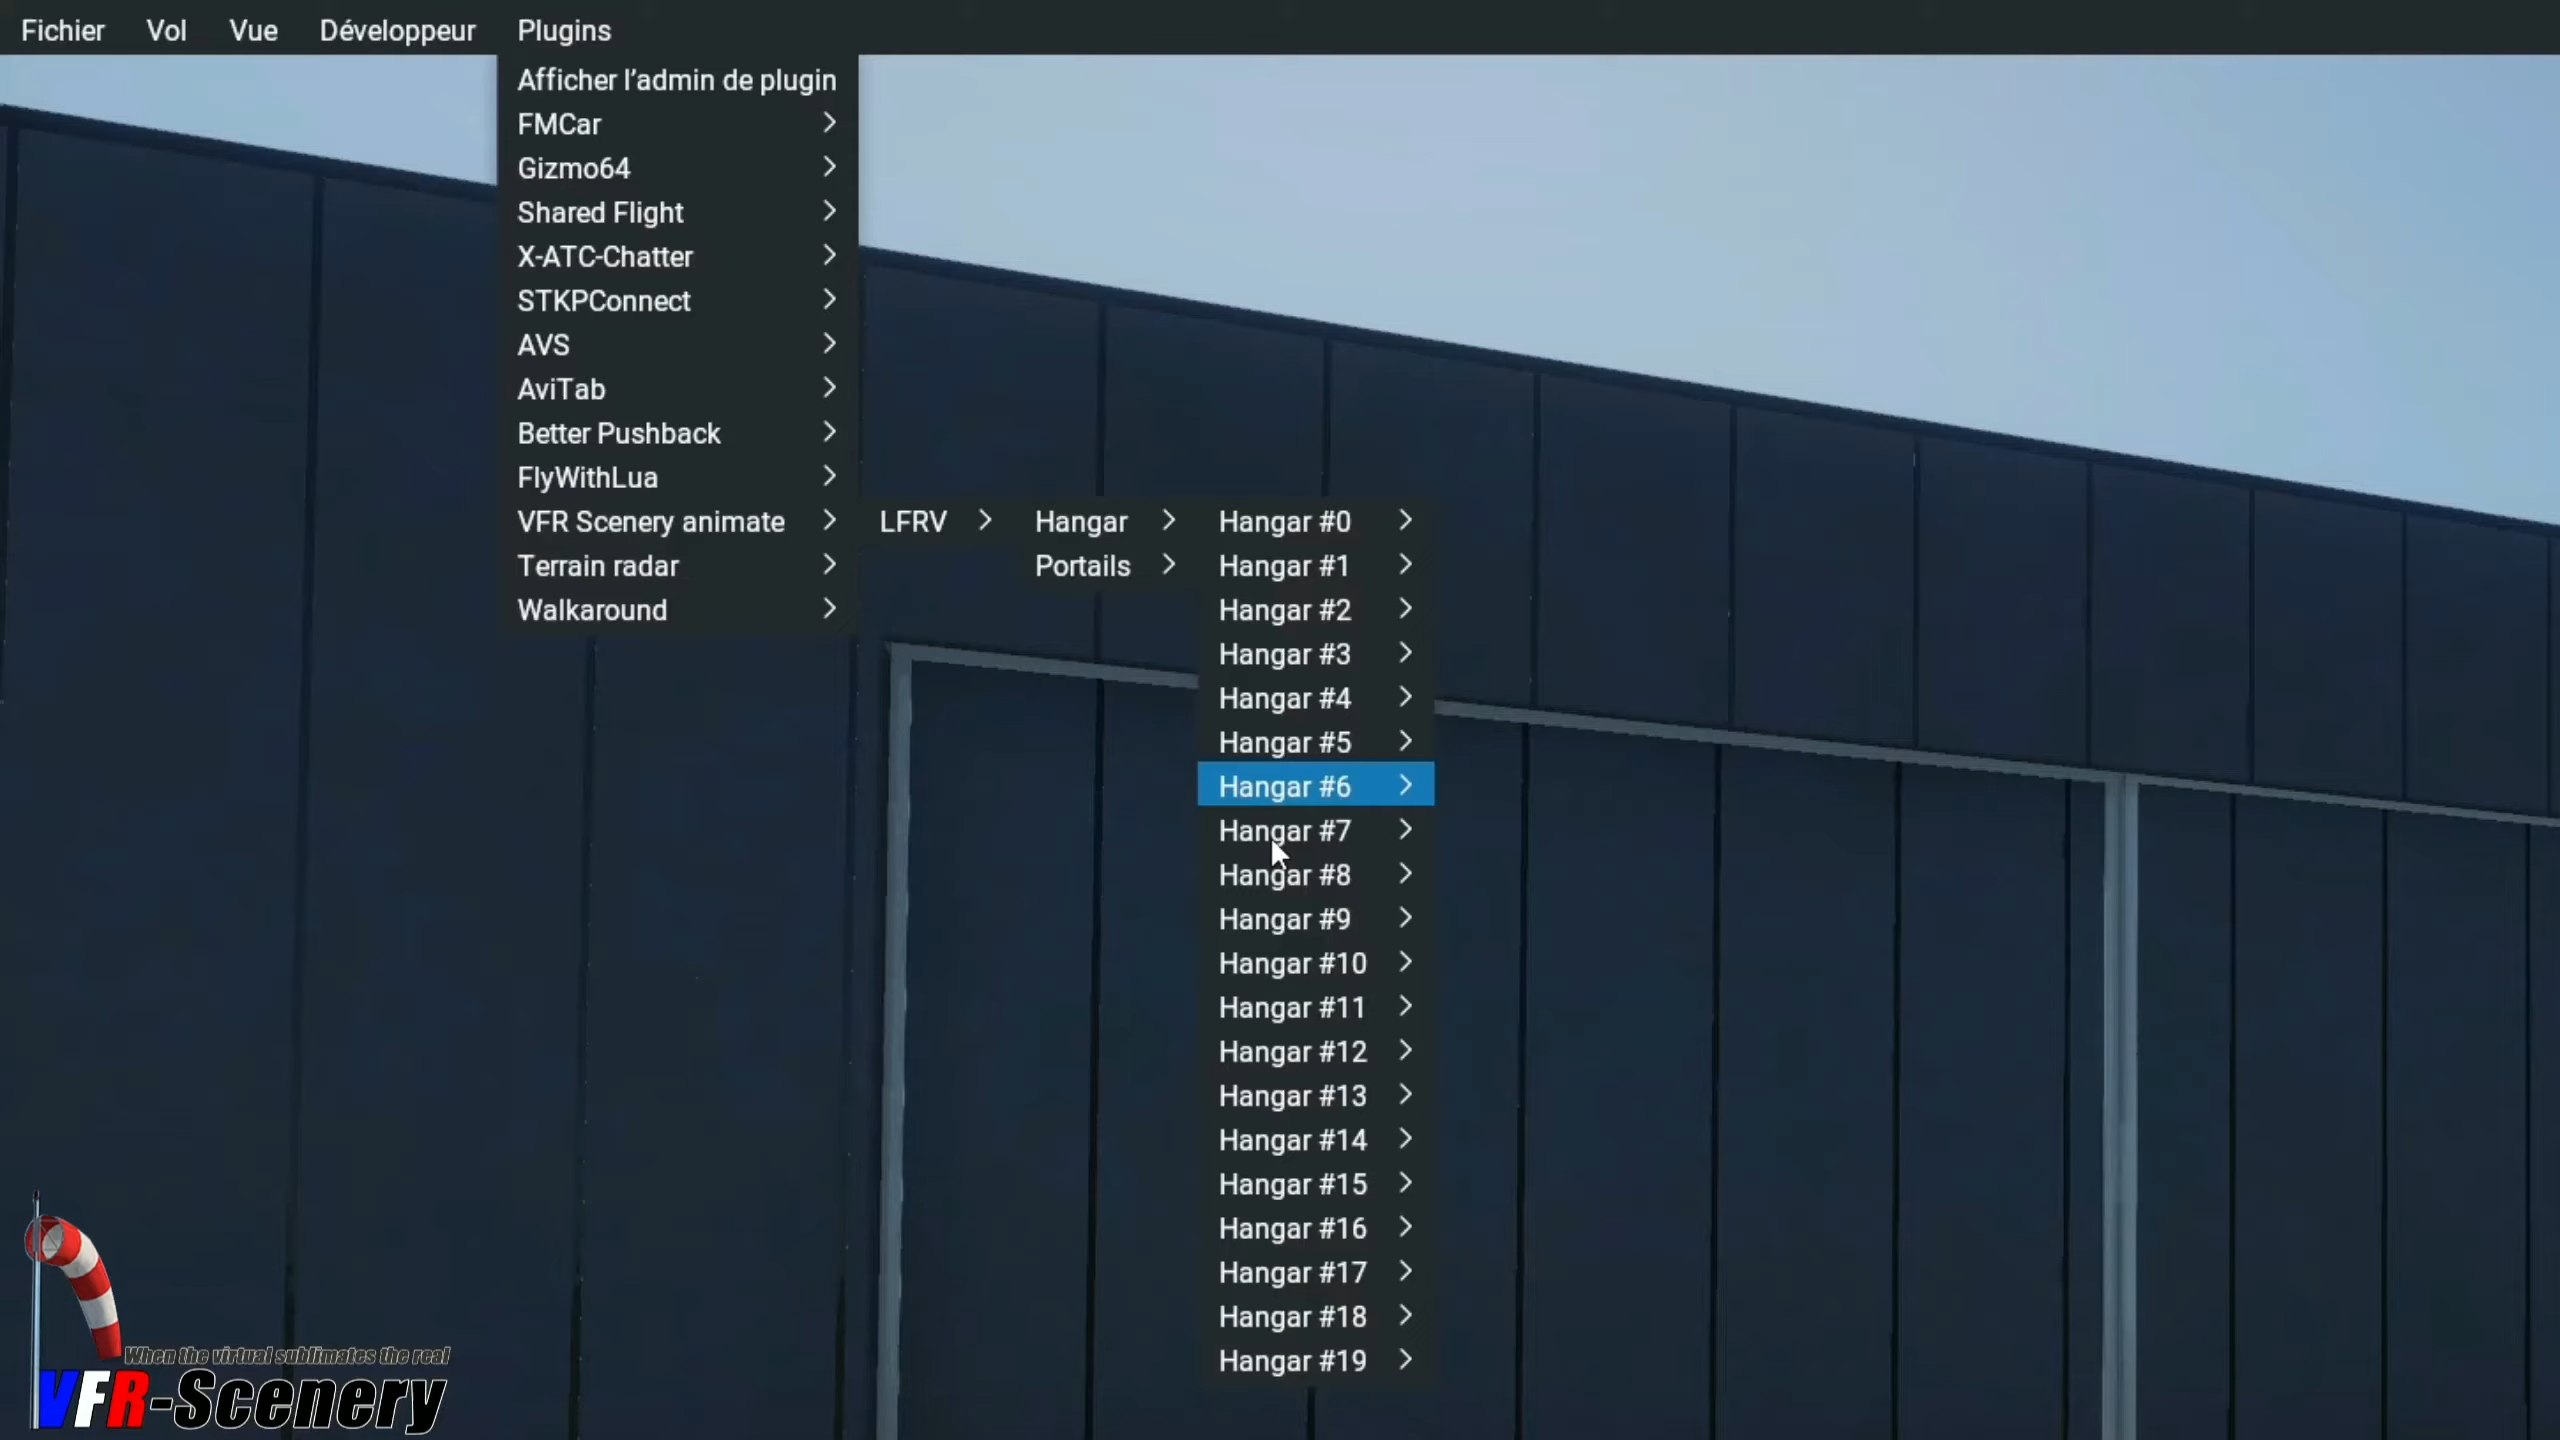 Fichier Vol Vue Développeur Plugins
Afficher l'admin de plugin
FMCar
Gizmo64
Shared Flight
X-ATC-Chatter
STKPConnect
AVS
AviTab
Better Pushback
FlyWithLua
VFR Scenery animate
Terrain radar
Walkaround
LFRV
Hangar
Portails
Hangar #0
Hangar #1
Hangar #2
Hangar #3
Hangar #4
Hangar #5
Hangar #6
Hangar #7
Hangar #8
Hangar #9
Hangar #10
Hangar #11
Hangar #12
Hangar #13
Hangar #14
Hangar #15
Hangar #16
Hangar #17
Hangar #18
Hangar #19
When the virtual sublimates the real
VFR-Scenery